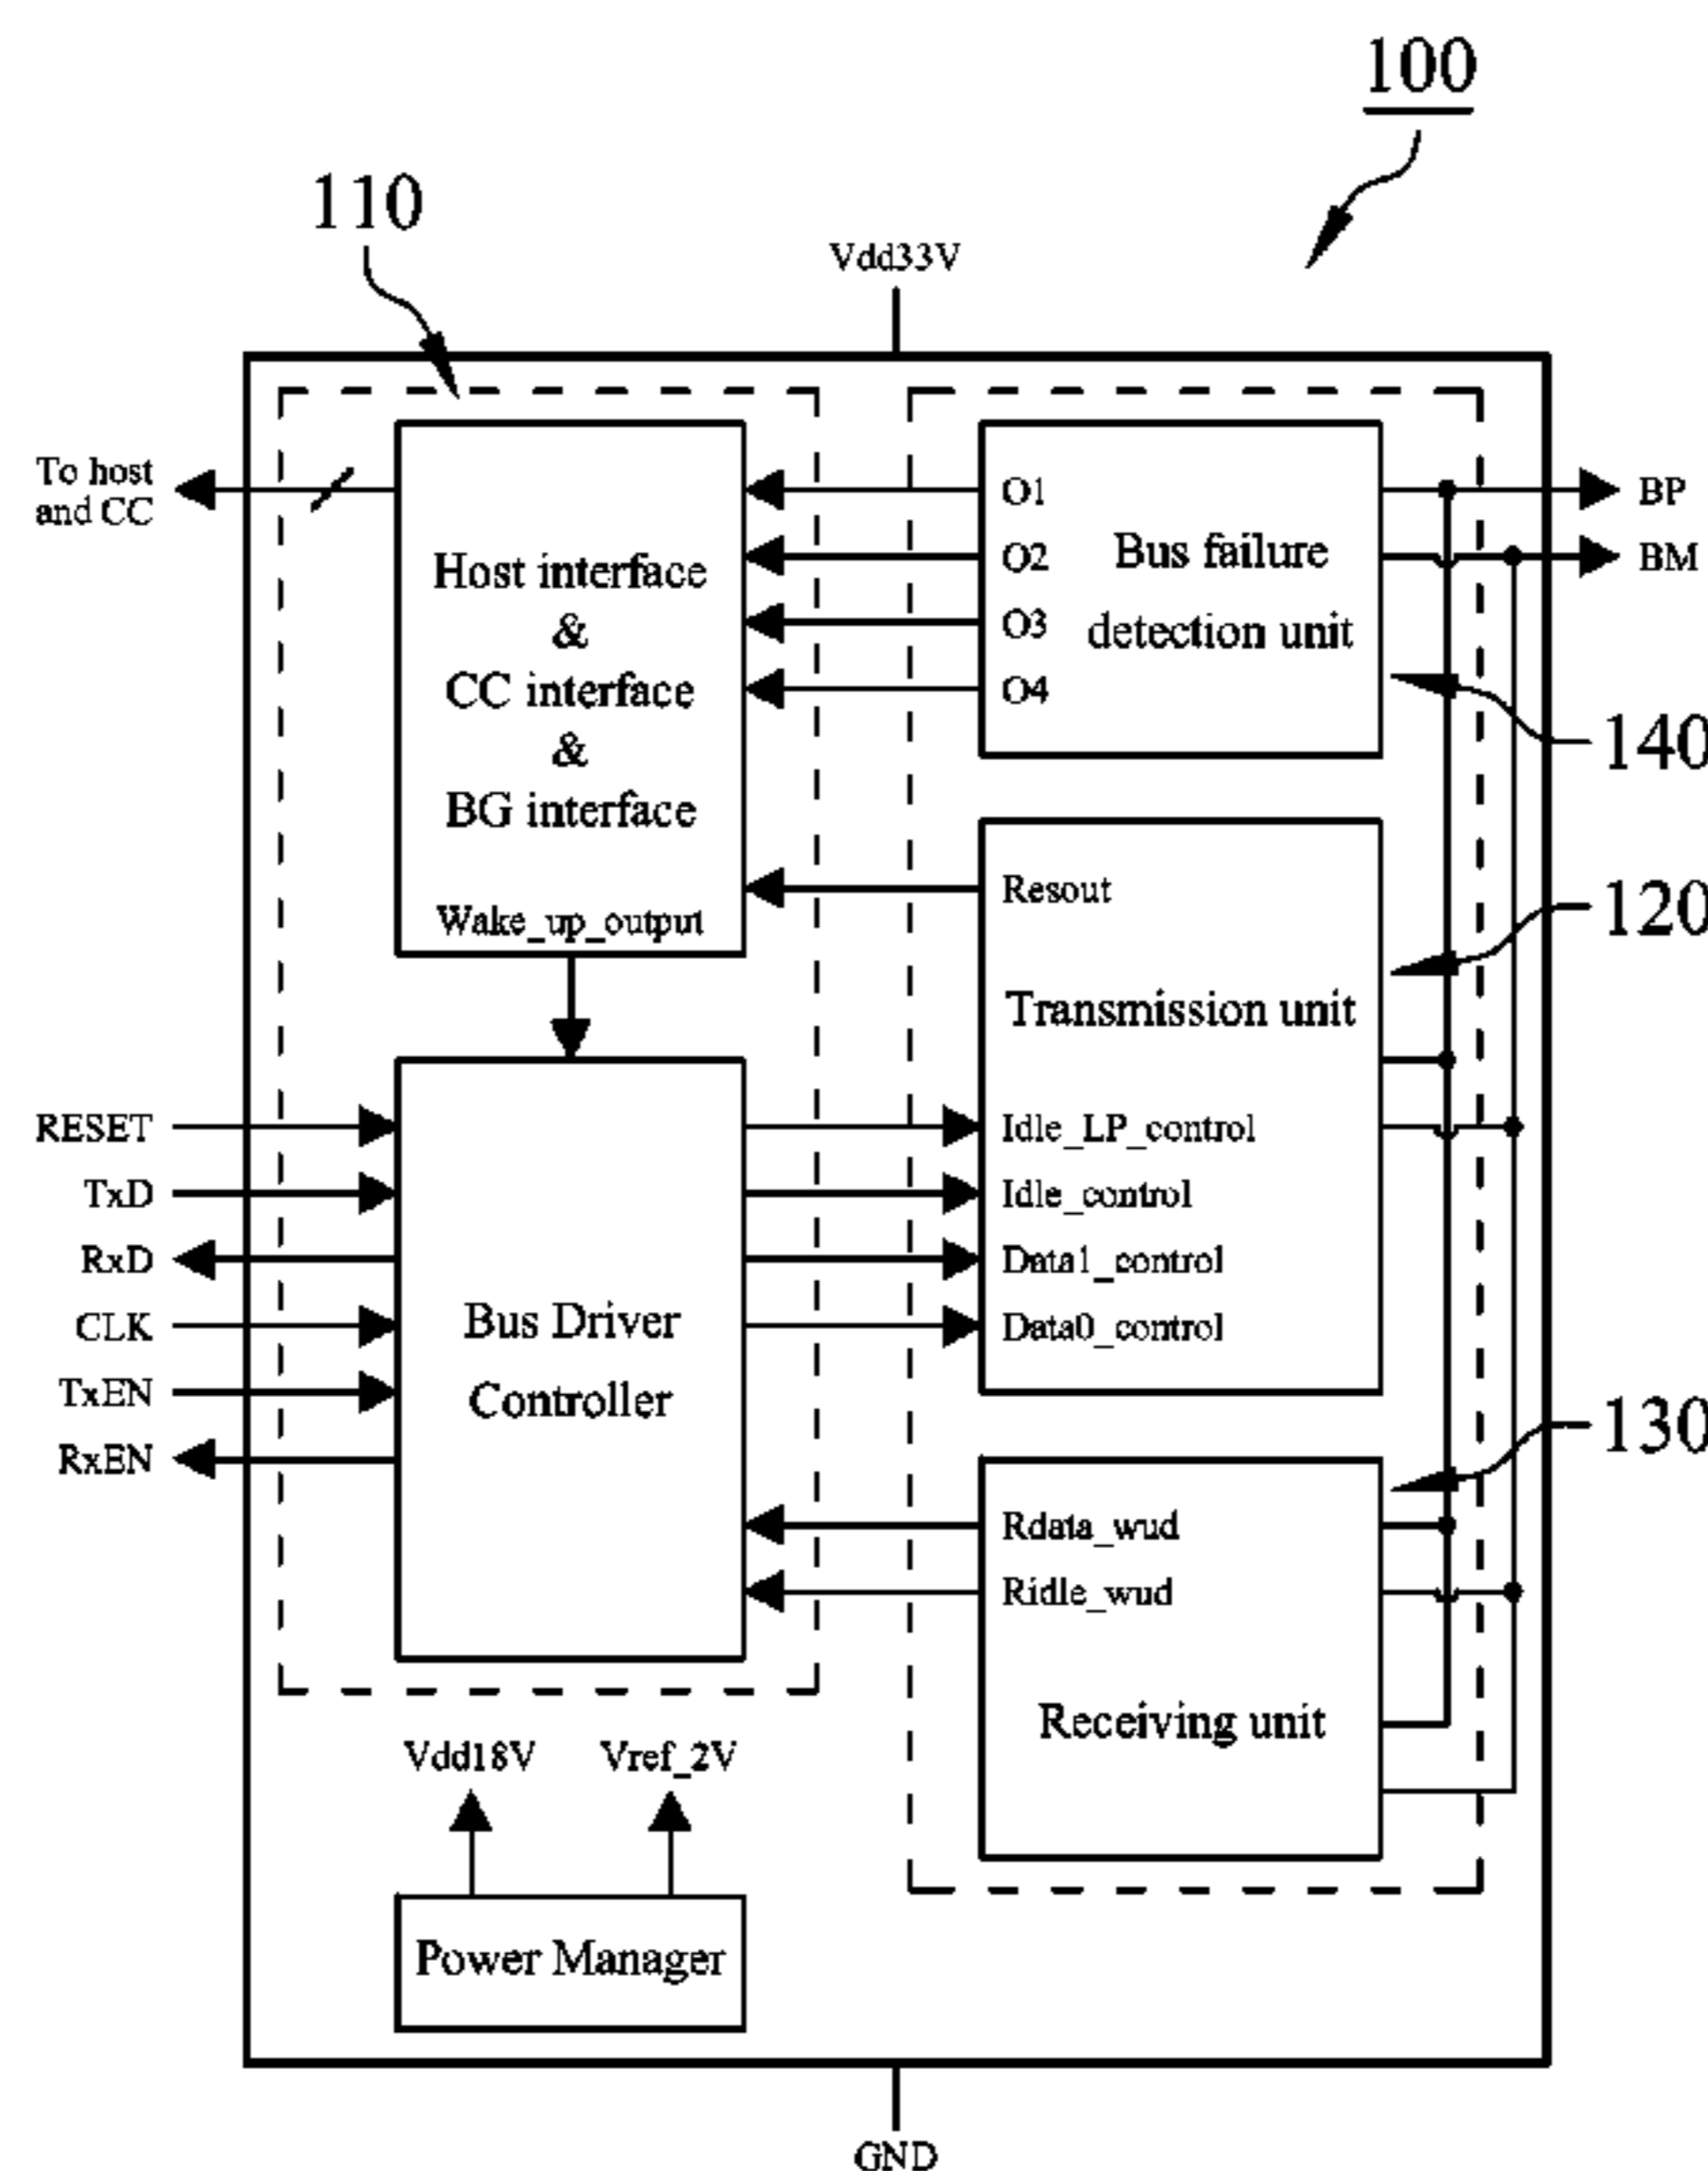 100
110
Vdd33V
To host
and CC
Host interface
&
CC interface
&
BG interface
Wake_up_output
O1
O2
O3
O4
Bus failure
detection unit
BP
BM
140
Resout
Transmission unit
120
Idle_LP_control
Idle_control
Data1_control
Data0_control
RESET
TxD
RxD
CLK
TxEN
RxEN
Bus Driver
Controller
130
Rdata_wud
Ridle_wud
Receiving unit
Vdd18V
Vref_2V
Power Manager
GND